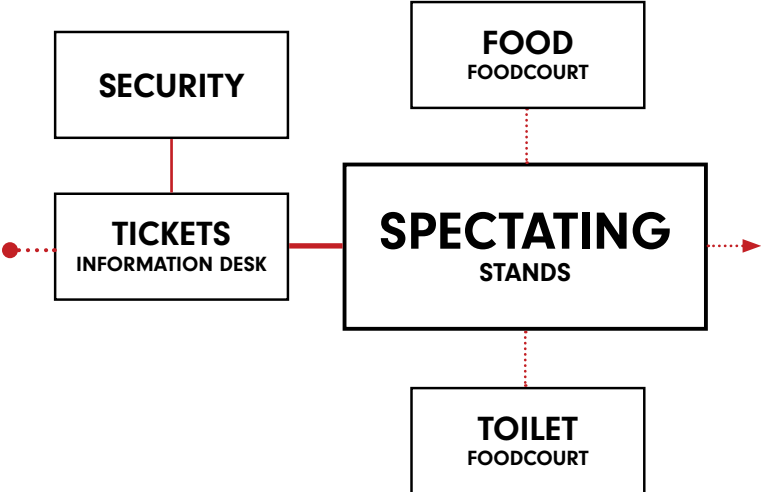 SECURITY
FOOD
FOODCOURT
TICKETS
INFORMATION DESK
SPECTATING
STANDS
TOILET
FOODCOURT